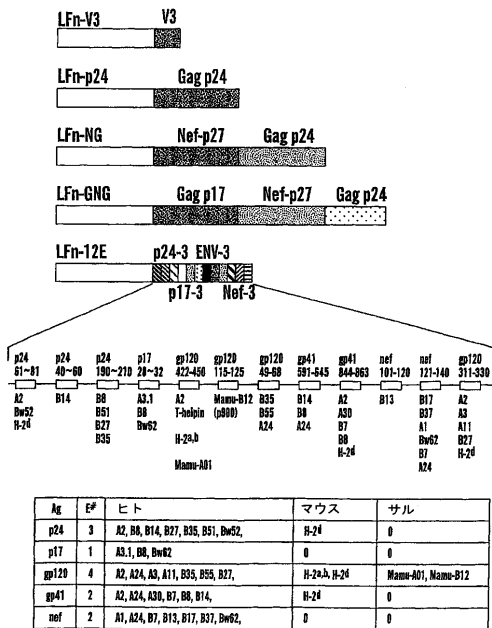 LFn-V3
V3
LFn-p24
Gag p24
LFn-NG
Nef-p27
Gag p24
LFn-GNG
Gag p17
Nef-p27
Gag p24
LFn-12E
p24-3
ENV-3
p17-3
Nef-3
p24 p24 p24 p17 gp120 gp120 gp120 gp41 gp41 nef nef gp120
61~81 40~60 190~210 20~32 422-450 115-125 49-68 591-645 844-863 101-120 121-140 311-330
A2 B14 B8 A3.1 A2 Mamu-B12 B35 B14 A2 B13 B17 A2
Bw52 B51 B8 T-helpin (p900) B55 B8 A30 B37 A3
H-2d B27 Bw62 A24 A24 B7 A1 A11
B35 H-2a,b B8 Bw62 B27
H-2d B7 H-2d
Mamu-A01 A24
Ag E# ヒト マウス サル
p24 3 A2, B8, B14, B27, B35, B51, Bw52, H-2d 0
p17 1 A3.1, B8, Bw62 0 0
gp120 4 A2, A24, A3, A11, B35, B55, B27, H-2a,b, H-2d Mamu-A01, Mamu-B12
gp41 2 A2, A24, A30, B7, B8, B14, H-2d 0
nef 2 A1, A24, B7, B13, B17, B37, Bw62, 0 0